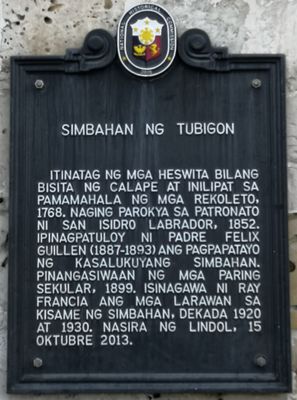 SIMBAHAN NG TUBIGON
ITINATAG NG MGA HESWITA BILANG
BISITA NG CALAPE AT INILIPAT SA
PAMAMAHALA NG MGA REKOLETO,
1768. NAGING PAROKYA SA PATRONATO
NI SAN ISIDRO LABRADOR, 1852.
IPINAGPATULOY NI PADRE FELIX
GUILLEN (1887-1893) ANG PAGPAPATAYO
NG KASALUKUYANG SIMBAHAN.
PINANGASIWAAN NG MGA PARING
SEKULAR, 1899. ISINAGAWA NI RAY
FRANCIA ANG MGA LARAWAN SA
KISAME NG SIMBAHAN, DEKADA 1920
AT 1930. NASIRA NG LINDOL, 15
OKTUBRE 2013.